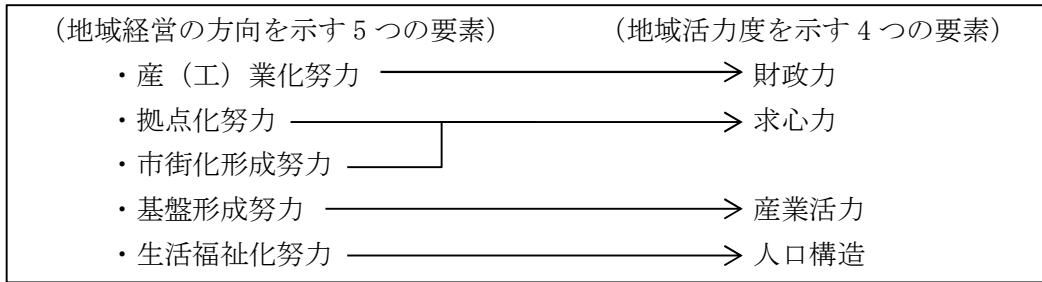 （地域経営の方向を示す５つの要素） （地域活力度を示す４つの要素）
・産（工）業化努力 財政力
・拠点化努力 求心力
・市街化形成努力
・基盤形成努力 産業活力
・生活福祉化努力 人口構造